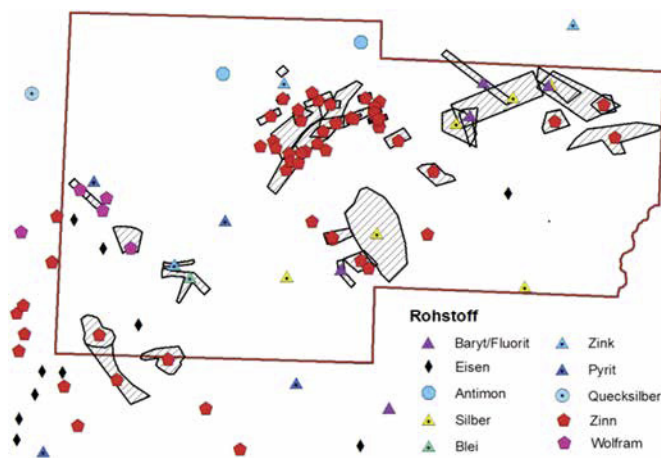 Rohstoff
Baryt/Fluorit
Eisen
Antimon
Silber
Blei
Zink
Pyrit
Quecksilber
Zinn
Wolfram